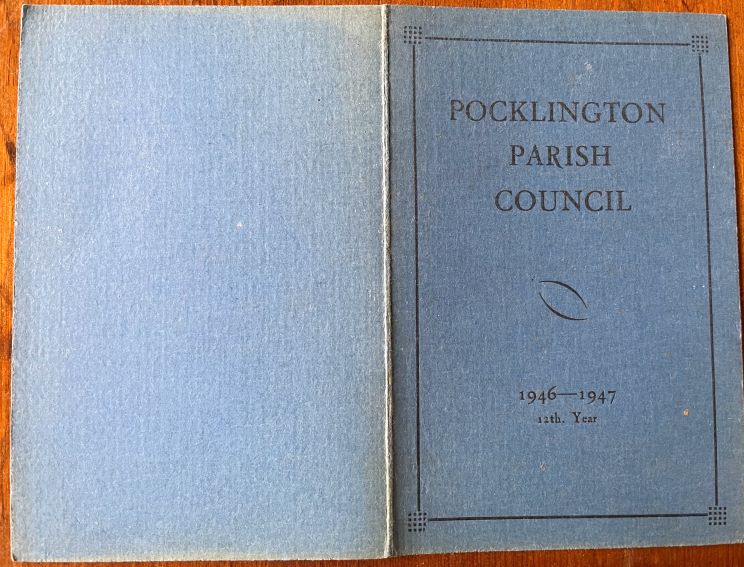 POCKLINGTON
PARISH
COUNCIL
1946—1947
12th. Year